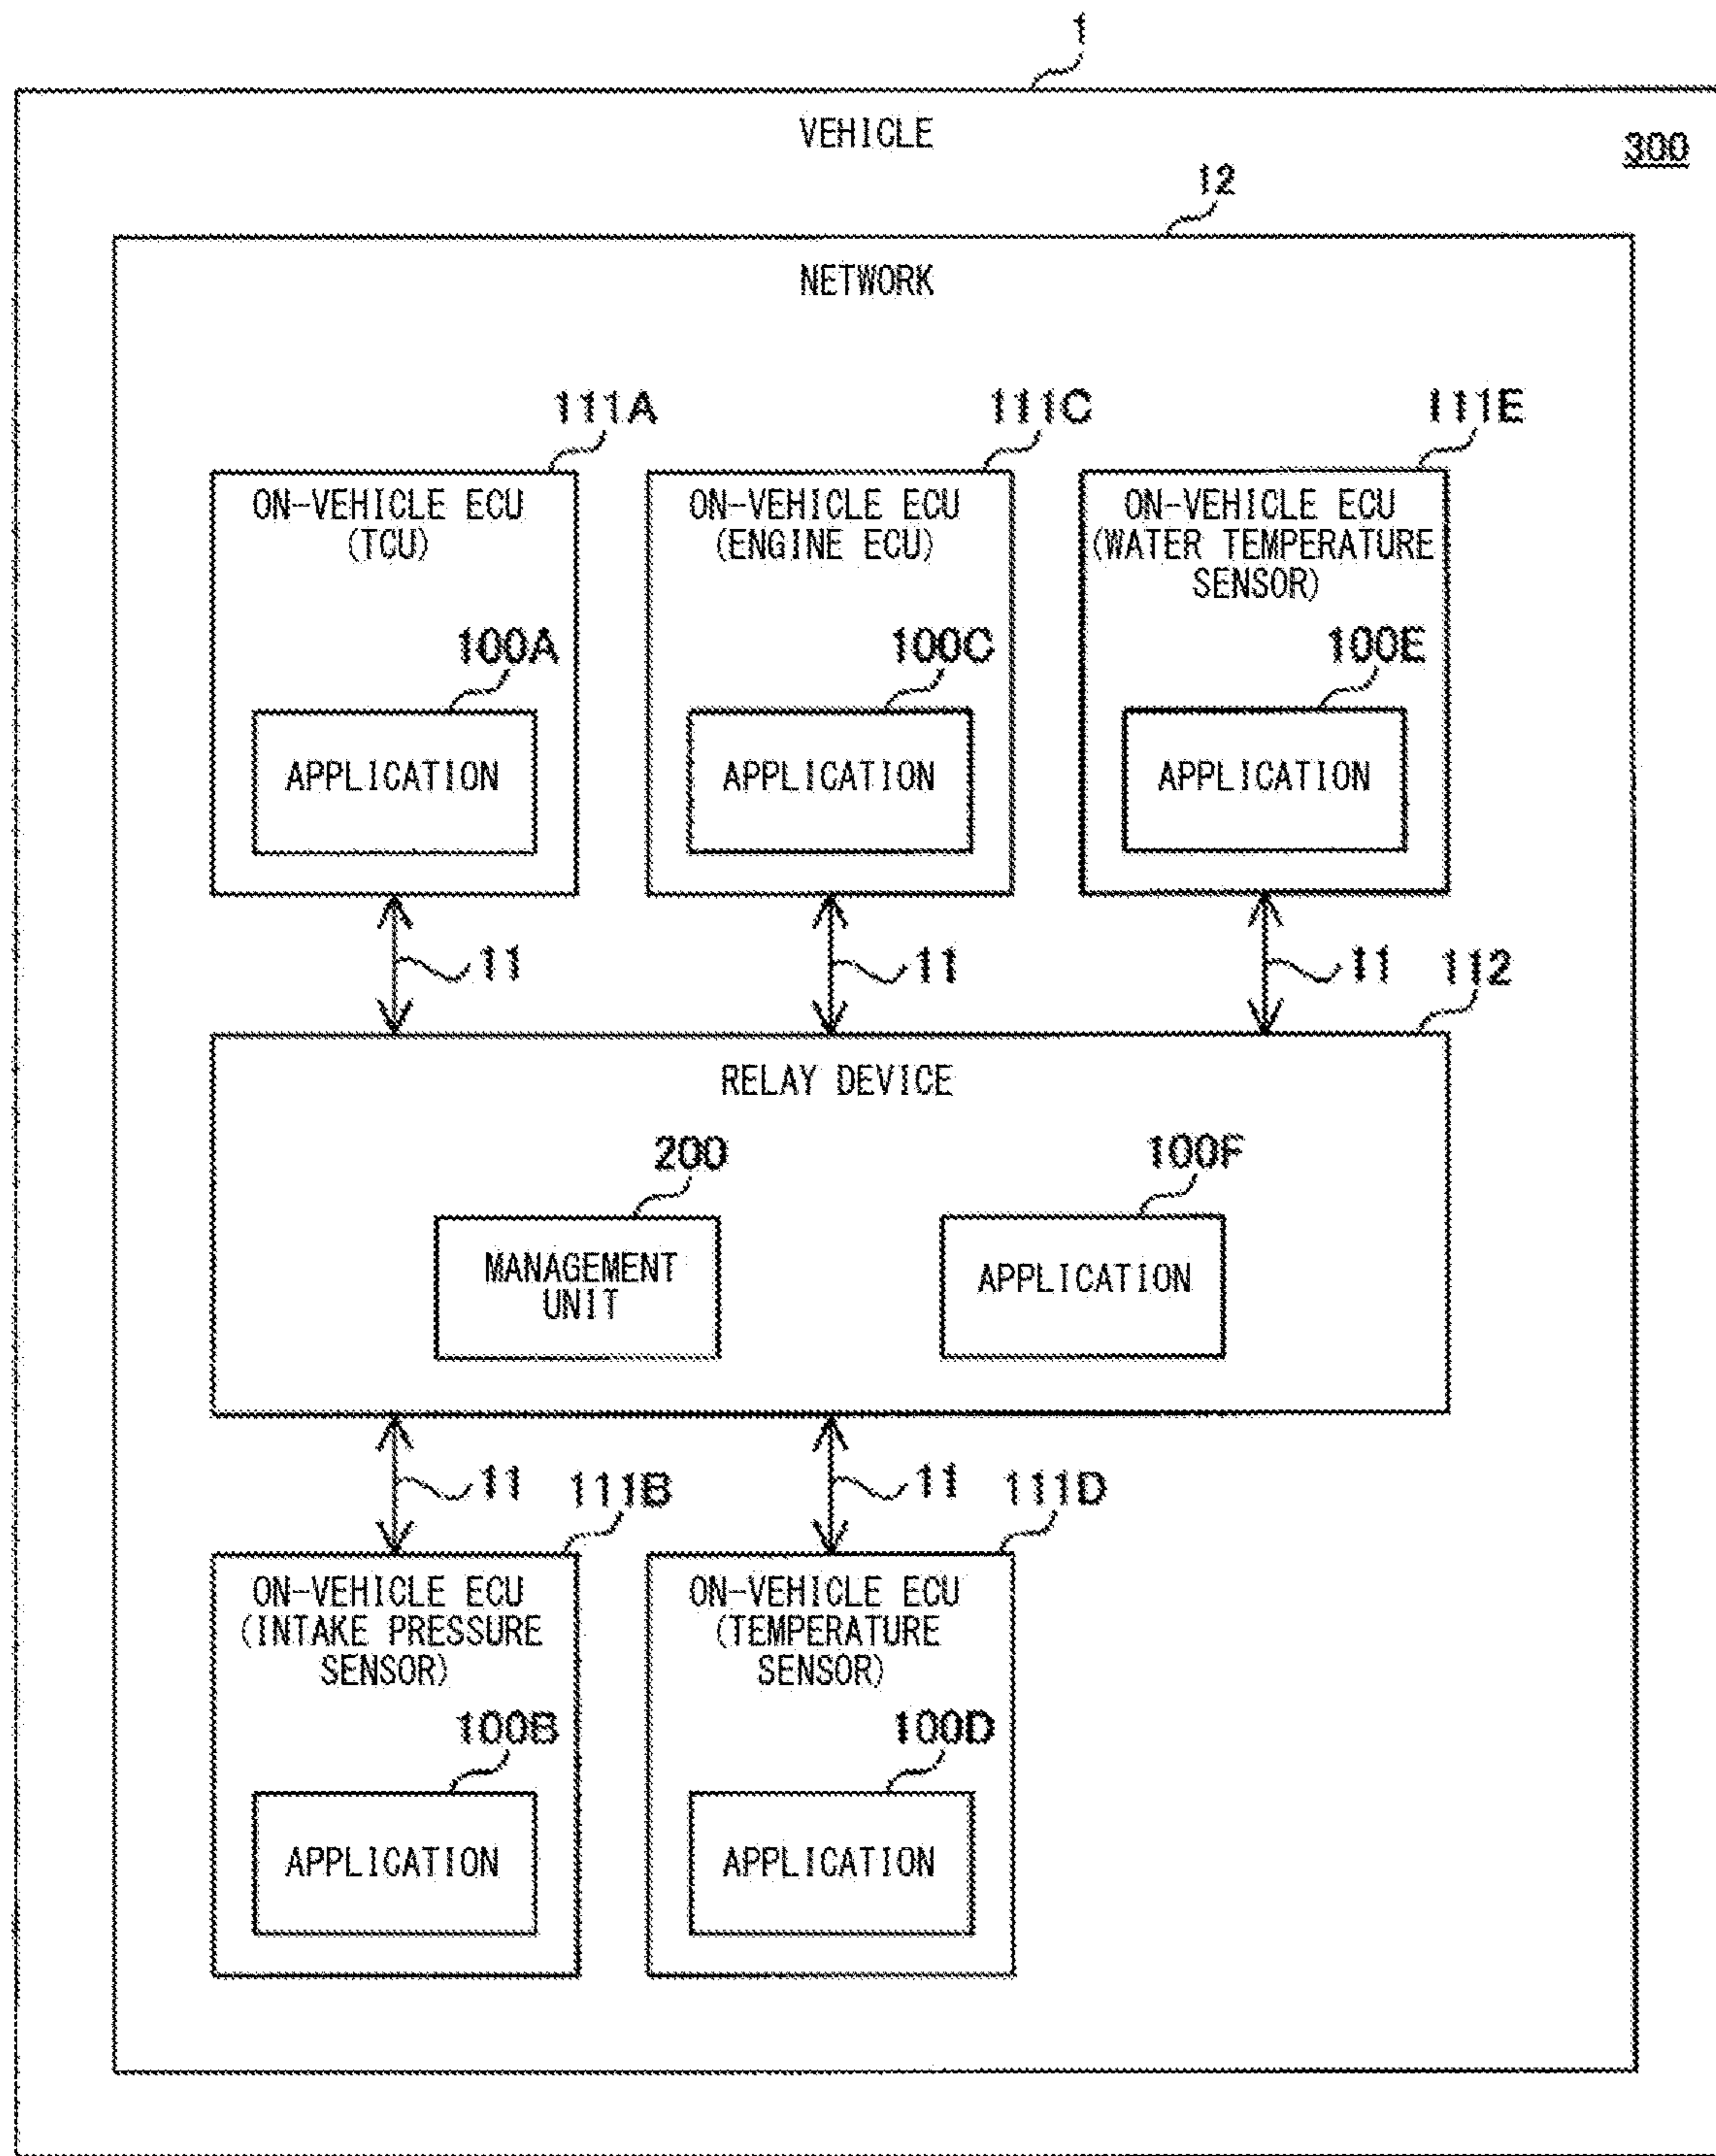 1
VEHICLE
300
12
NETWORK
111A
111C
111E
ON-VEHICLE ECU
(TCU)
ON-VEHICLE ECU
(ENGINE ECU)
ON-VEHICLE ECU
(WATER TEMPERATURE
SENSOR)
100A
100C
100E
APPLICATION
APPLICATION
APPLICATION
11
11
11
112
RELAY DEVICE
200
100F
MANAGEMENT
UNIT
APPLICATION
11
111B
11
111D
ON-VEHICLE ECU
(INTAKE PRESSURE
SENSOR)
ON-VEHICLE ECU
(TEMPERATURE
SENSOR)
100B
100D
APPLICATION
APPLICATION